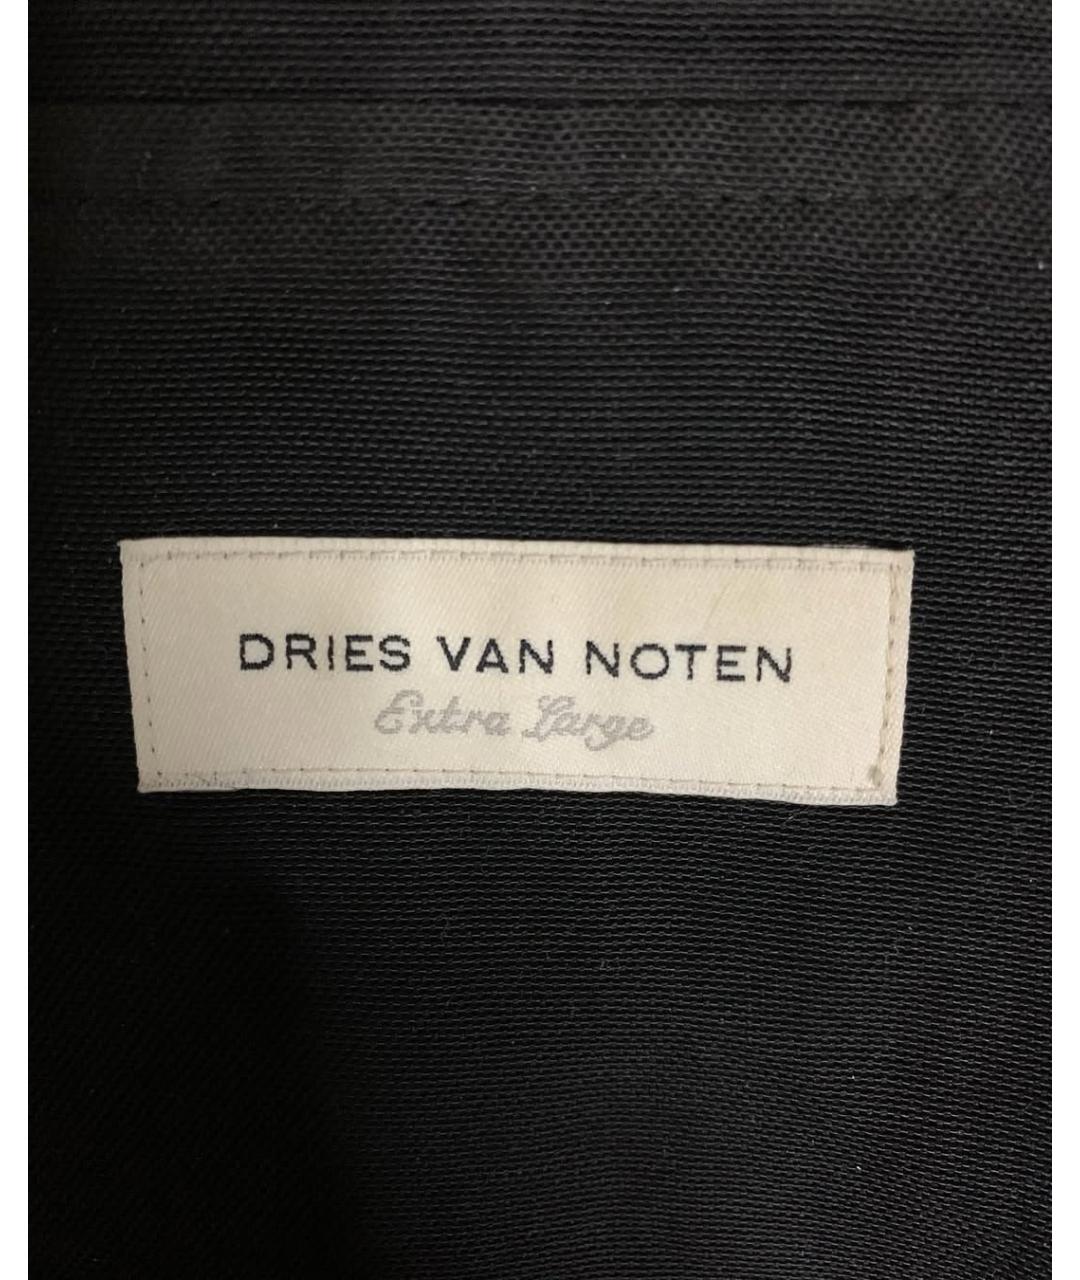 DRIES VAN NOTEN
Extra Large